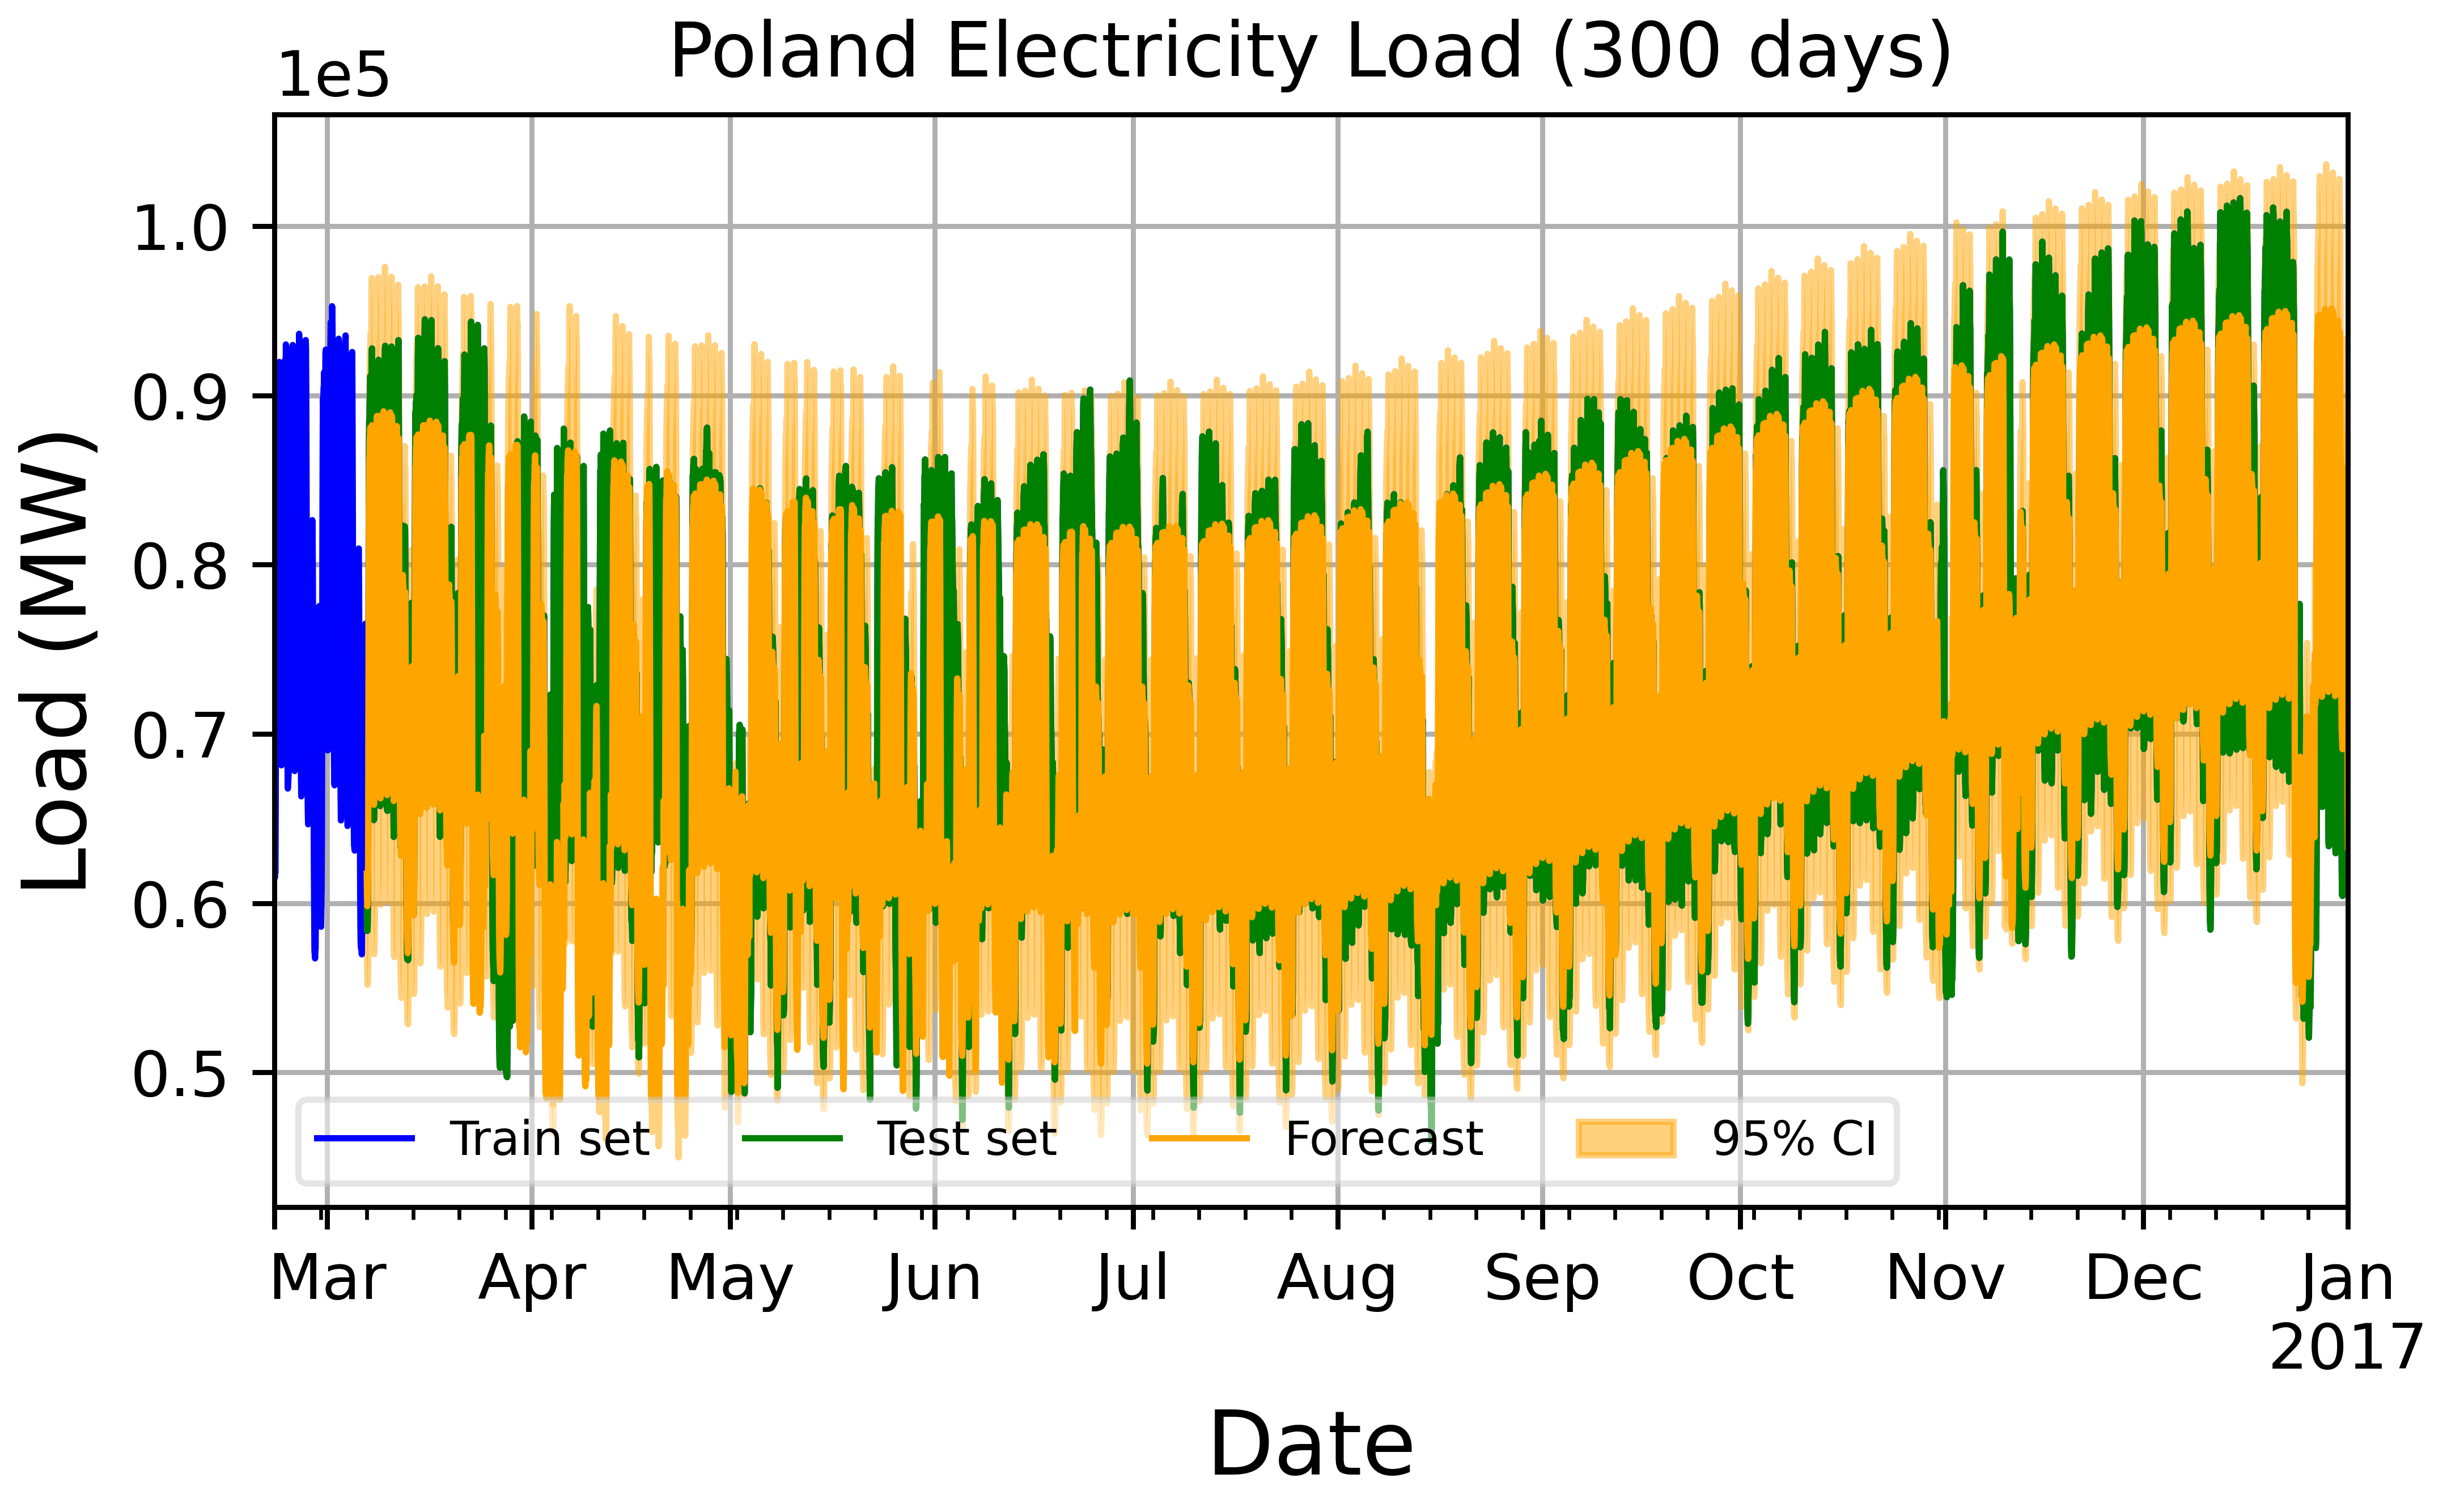 Poland Electricity Load (300 days)
1e5
1.0
0.9
0.8
0.7
0.6
0.5
Load (MW)
Train set
Test set
Forecast
95% CI
Mar
Apr
May
Jun
Jul
Aug
Sep
Oct
Nov
Dec
Jan
2017
Date